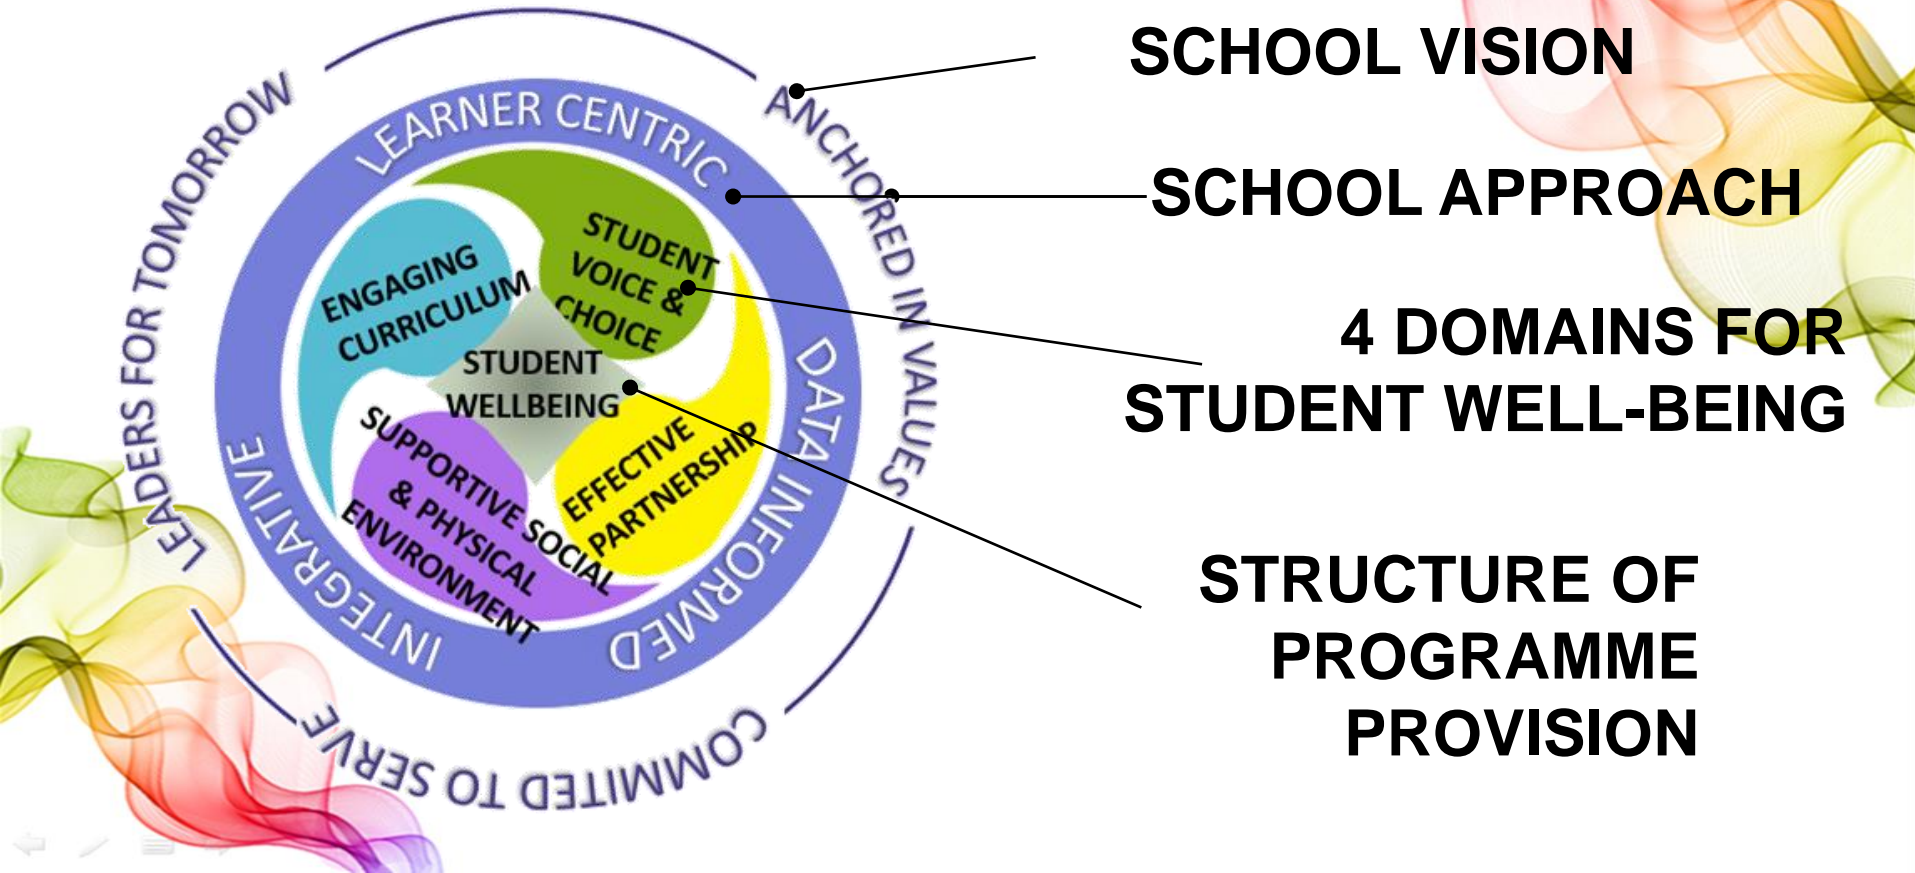 SCHOOL VISION
SCHOOL APPROACH
4 DOMAINS FOR
STUDENT WELL-BEING
STRUCTURE OF
PROGRAMME
PROVISION
LEADERS FOR TOMORROW
ANCHORED IN VALUES
COMMITED TO SERVE
LEARNER CENTRIC
DATA INFORMED
INTEGRATIVE
ENGAGING
CURRICULUM
STUDENT
VOICE &
CHOICE
STUDENT
WELLBEING
SUPPORTIVE SOCIAL
& PHYSICAL
ENVIRONMENT
EFFECTIVE
PARTNERSHIP